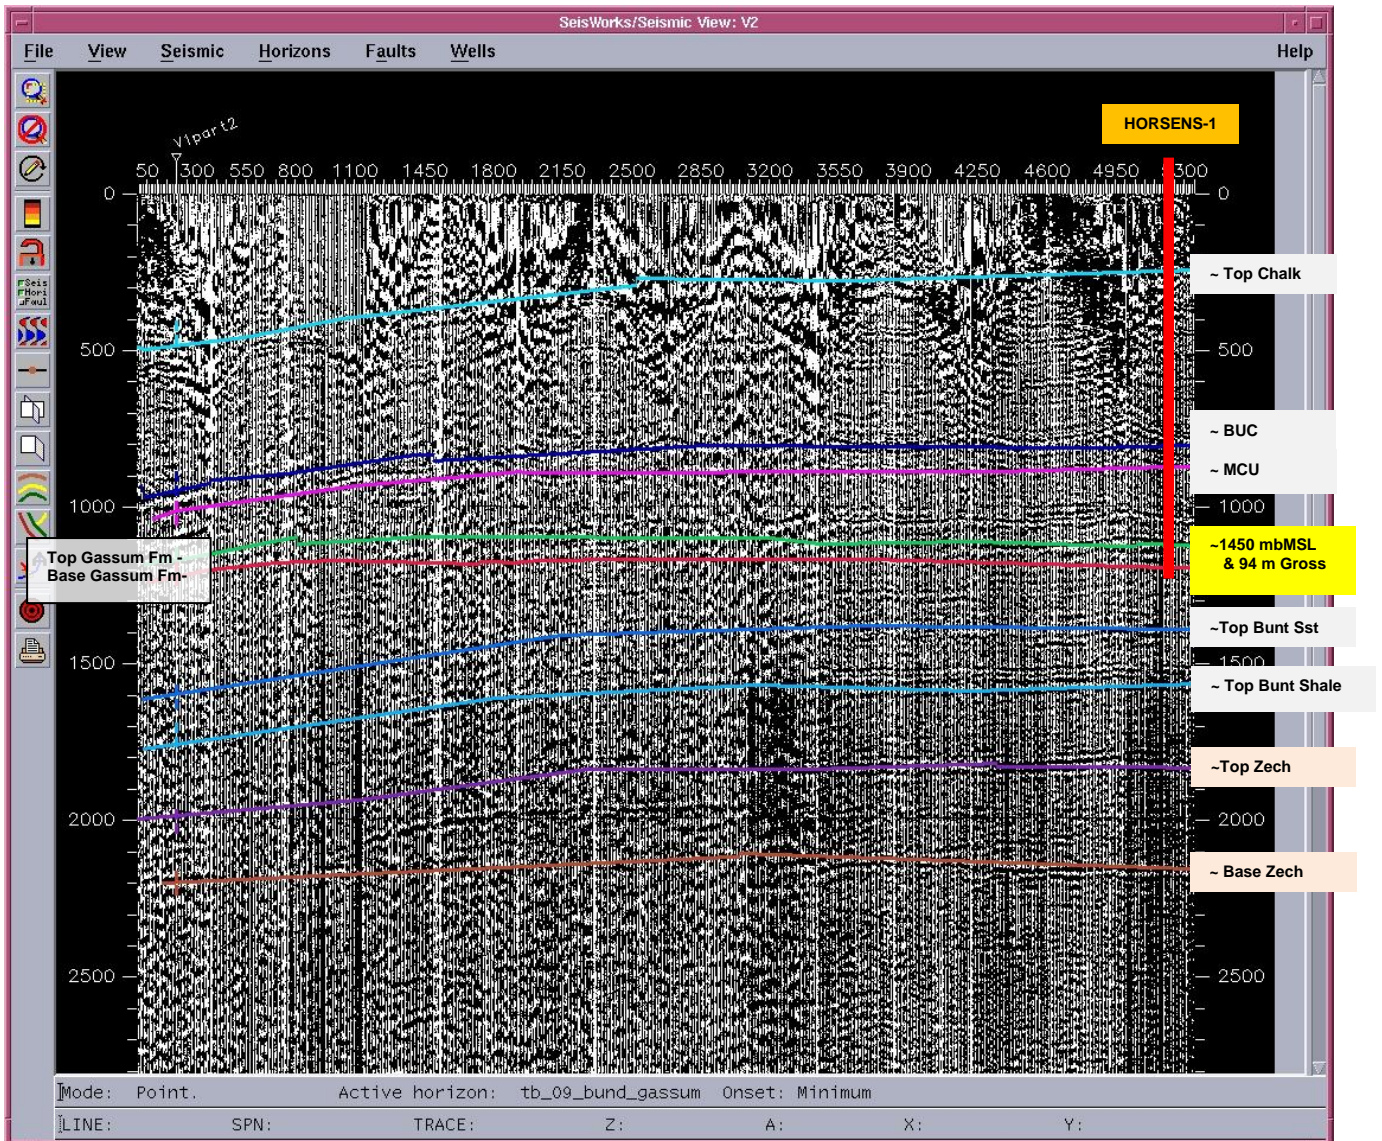 SeisWorks/Seismic View: V2
File View Seismic Horizons Faults Wells Help
HORSENS-1
V1part2
50 300 550 800 1100 1450 1800 2150 2500 2850 3200 3550 3900 4250 4600 4950 300
0 0
~ Top Chalk
Seis
Hori
Faul
500 500
~ BUC
~ MCU
1000 1000
Top Gassum Fm -
Base Gassum Fm-
~1450 mbMSL
& 94 m Gross
~Top Bunt Sst
1500 1500
~ Top Bunt Shale
~Top Zech
2000 2000
~ Base Zech
2500 2500
Mode: Point. Active horizon: tb_09_bund_gassum Onset: Minimum
LINE: SPN: TRACE: Z: A: X: Y: